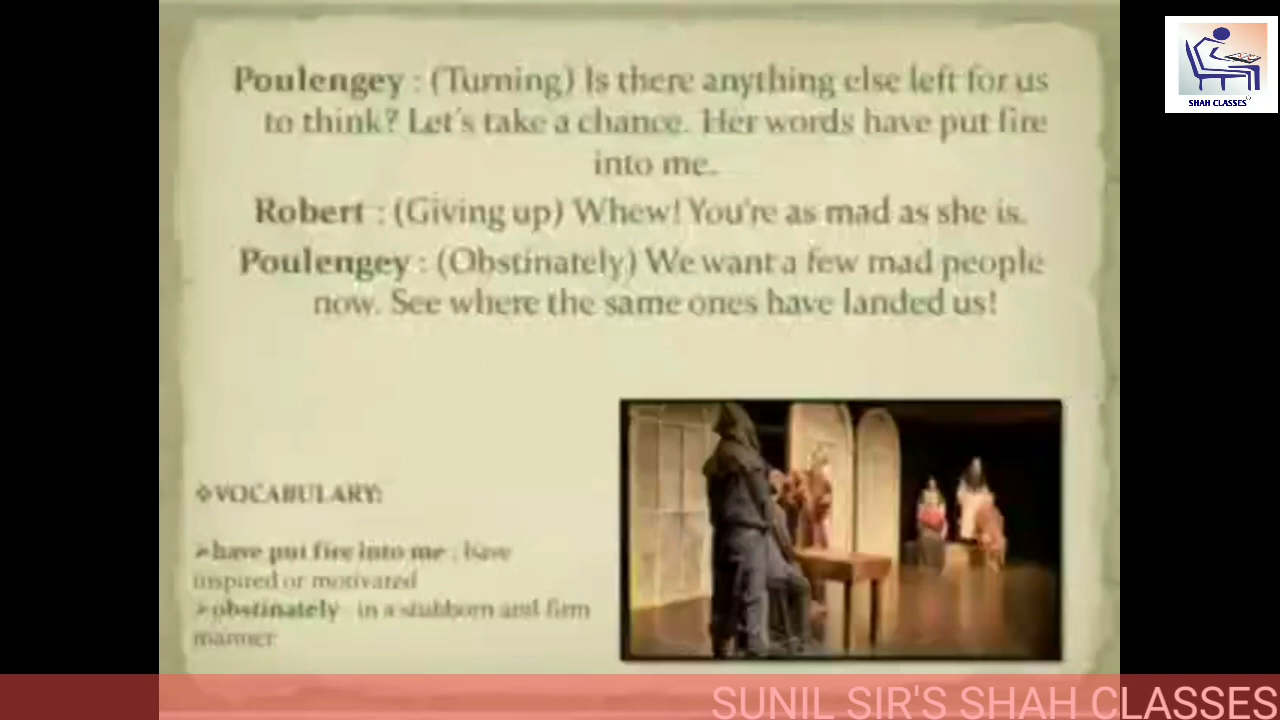 Poulengey : (Turning) Is there anything else left for us
to think? Let's take a chance. Her words have put fire
into me.
Robert : (Giving up) Whew! You're as mad as she is.
Poulengey : (Obstinately) We want a few mad people
now. See where the same ones have landed us!
❖VOCABULARY:
➢have put fire into me : have
inspired or motivated
➢obstinately in a stubborn and firm
manner
SHAH CLASSES
SUNIL SIR'S SHAH CLASSES